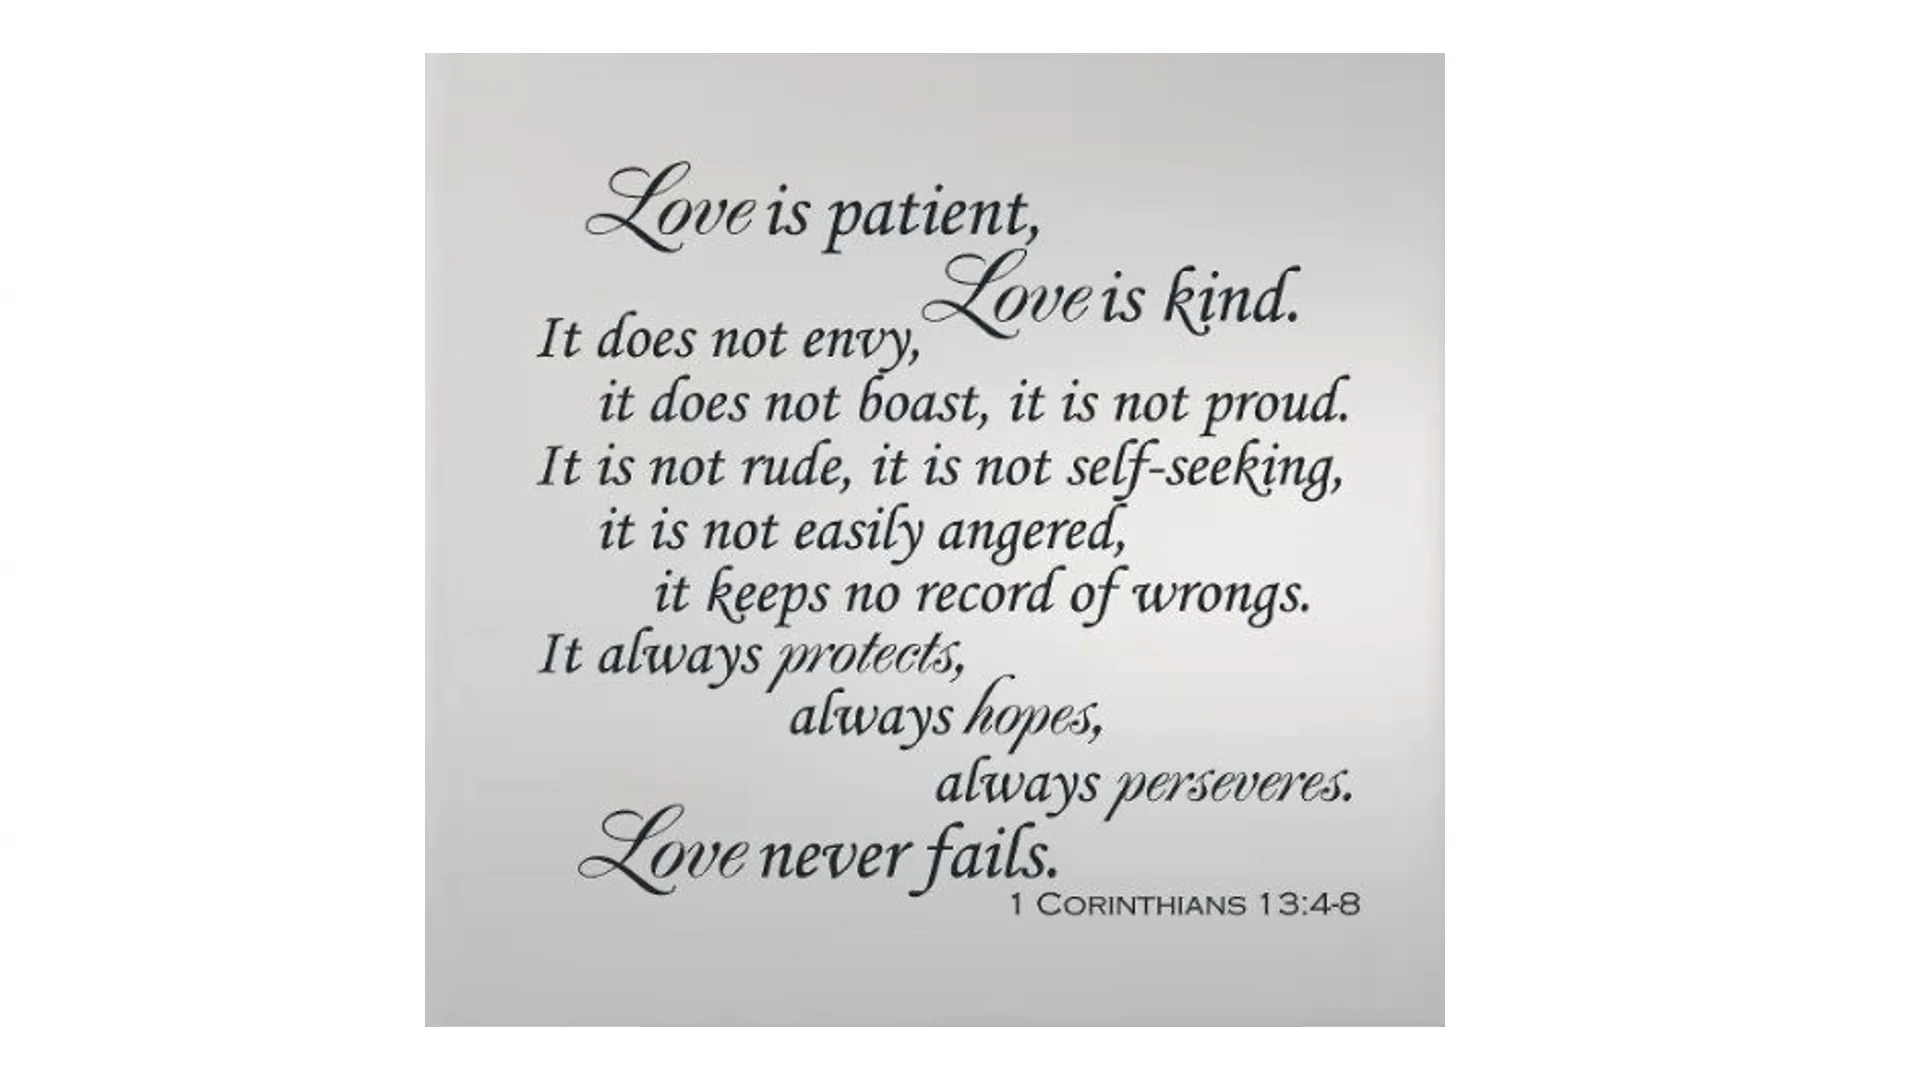 Love is patient,
Love is kind.
It does not envy,
it does not boast, it is not proud.
It is not rude, it is not self-seeking,
it is not easily angered,
it keeps no record of wrongs.
It always protects,
always hopes,
always perseveres.
Love never fails.
1 CORINTHIANS 13:4-8